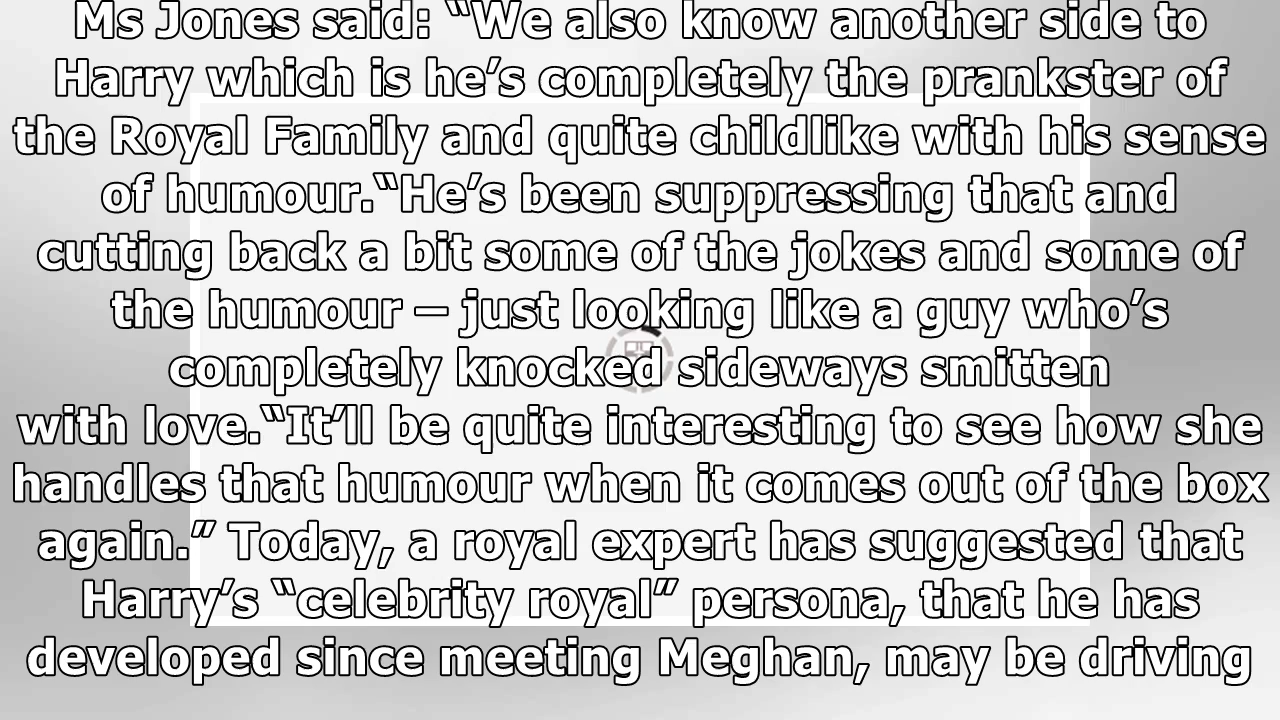 Ms Jones said: “We also know another side to
Harry which is he’s completely the prankster of
the Royal Family and quite childlike with his sense
of humour.“He’s been suppressing that and
cutting back a bit some of the jokes and some of
the humour – just looking like a guy who’s
completely knocked sideways smitten
with love.“It’ll be quite interesting to see how she
handles that humour when it comes out of the box
again.” Today, a royal expert has suggested that
Harry’s “celebrity royal” persona, that he has
developed since meeting Meghan, may be driving